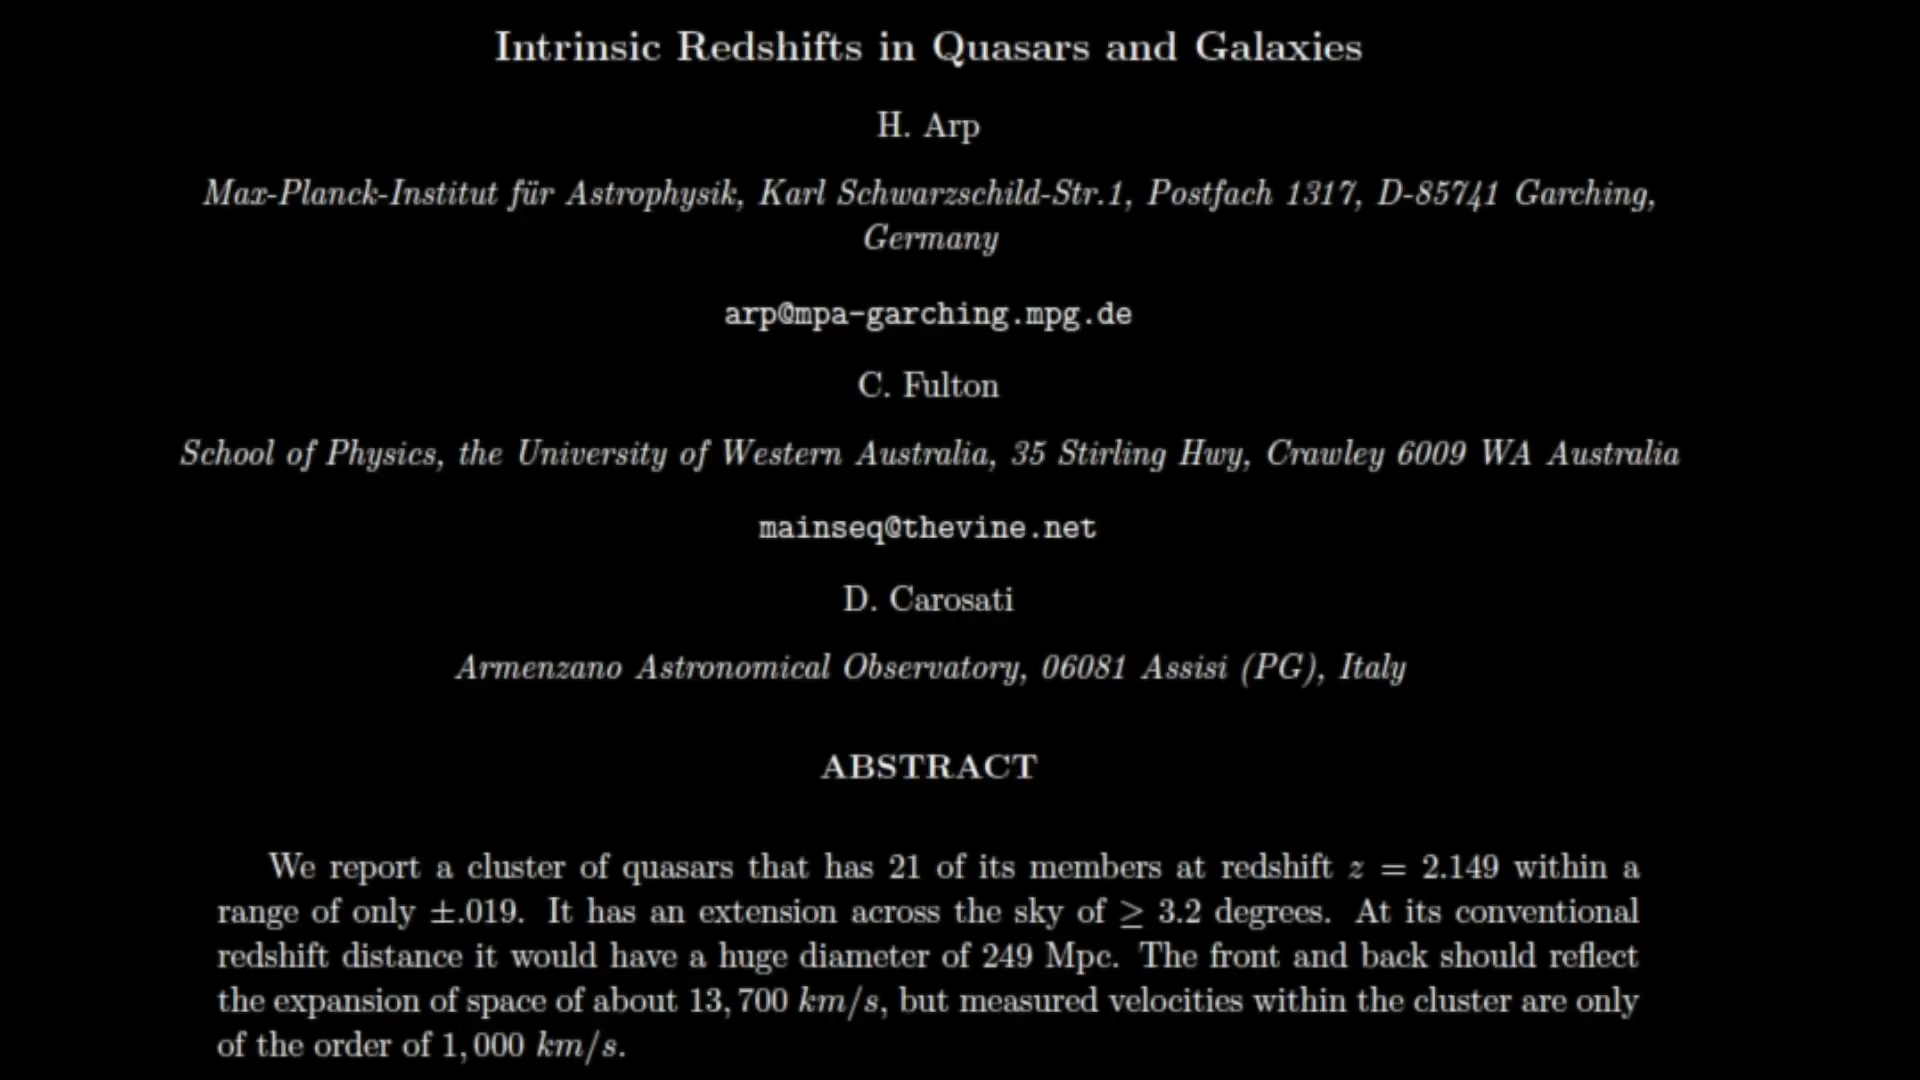 Intrinsic Redshifts in Quasars and Galaxies
H. Arp
Max-Planck-Institut für Astrophysik, Karl Schwarzschild-Str.1, Postfach 1317, D-85741 Garching,
Germany
arp@mpa-garching.mpg.de
C. Fulton
School of Physics, the University of Western Australia, 35 Stirling Hwy, Crawley 6009 WA Australia
mainseq@thevine.net
D. Carosati
Armenzano Astronomical Observatory, 06081 Assisi (PG), Italy
ABSTRACT
We report a cluster of quasars that has 21 of its members at redshift z = 2.149 within a
range of only ±.019. It has an extension across the sky of ≥ 3.2 degrees. At its conventional
redshift distance it would have a huge diameter of 249 Mpc. The front and back should reflect
the expansion of space of about 13,700 km/s, but measured velocities within the cluster are only
of the order of 1,000 km/s.